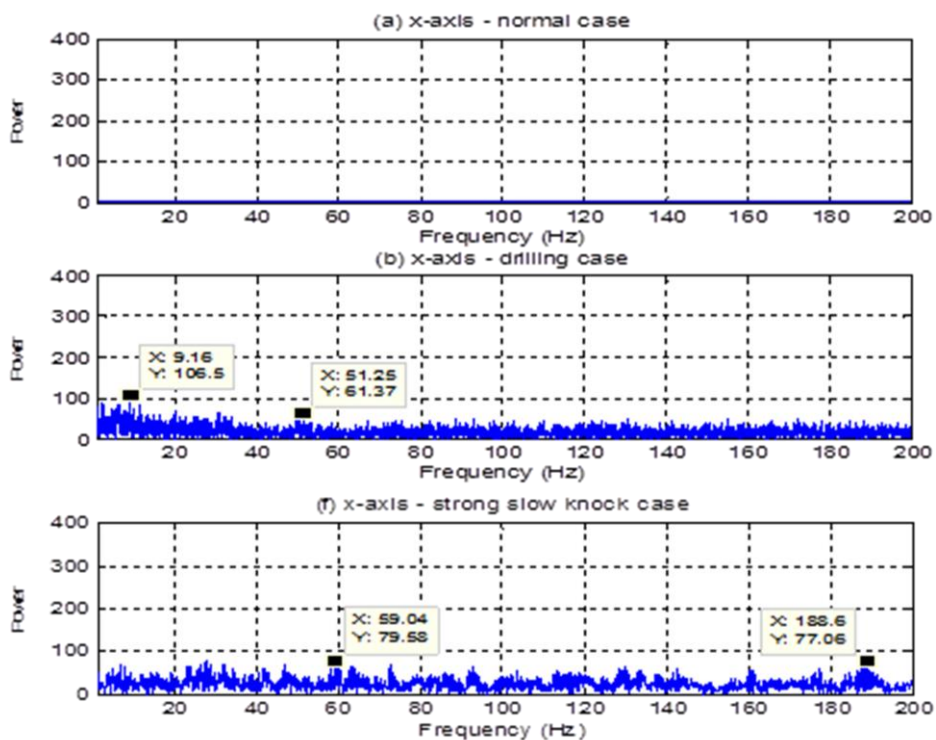 (a) x-axis - normal case
400
300
200
100
0
Power
20 40 60 80 100 120 140 160 180 200
Frequency (Hz)
(b) x-axis - drilling case
400
300
200
100
0
Power
X: 9.16
Y: 106.5
X: 51.25
Y: 61.37
20 40 60 80 100 120 140 160 180 200
Frequency (Hz)
(f) x-axis - strong slow knock case
400
300
200
100
0
Power
X: 59.04
Y: 79.58
X: 188.6
Y: 77.06
20 40 60 80 100 120 140 160 180 200
Frequency (Hz)